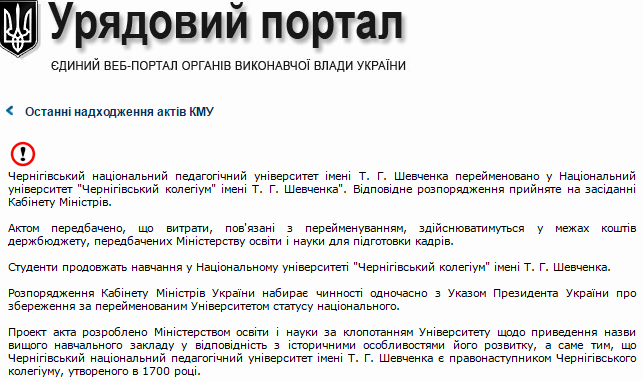 Урядовий портал
ЄДИНИЙ ВЕБ-ПОРТАЛ ОРГАНІВ ВИКОНАВЧОЇ ВЛАДИ УКРАЇНИ
Останні надходження актів КМУ
Чернігівський національний педагогічний університет імені Т. Г. Шевченка перейменовано у Національний
університет "Чернігівський колегіум" імені Т. Г. Шевченка". Відповідне розпорядження прийняте на засіданні
Кабінету Міністрів.
Актом передбачено, що витрати, пов'язані з перейменуванням, здійснюватимуться у межах коштів
держбюджету, передбачених Міністерству освіти і науки для підготовки кадрів.
Студенти продовжать навчання у Національному університеті "Чернігівський колегіум" імені Т. Г. Шевченка.
Розпорядження Кабінету Міністрів України набирає чинності одночасно з Указом Президента України про
збереження за перейменованим Університетом статусу національного.
Проект акта розроблено Міністерством освіти і науки за клопотанням Університету щодо приведення назви
вищого навчального закладу у відповідність з історичними особливостями його розвитку, а саме тим, що
Чернігівський національний педагогічний університет імені Т. Г. Шевченка є правонаступником Чернігівського
колегіуму, утвореного в 1700 році.